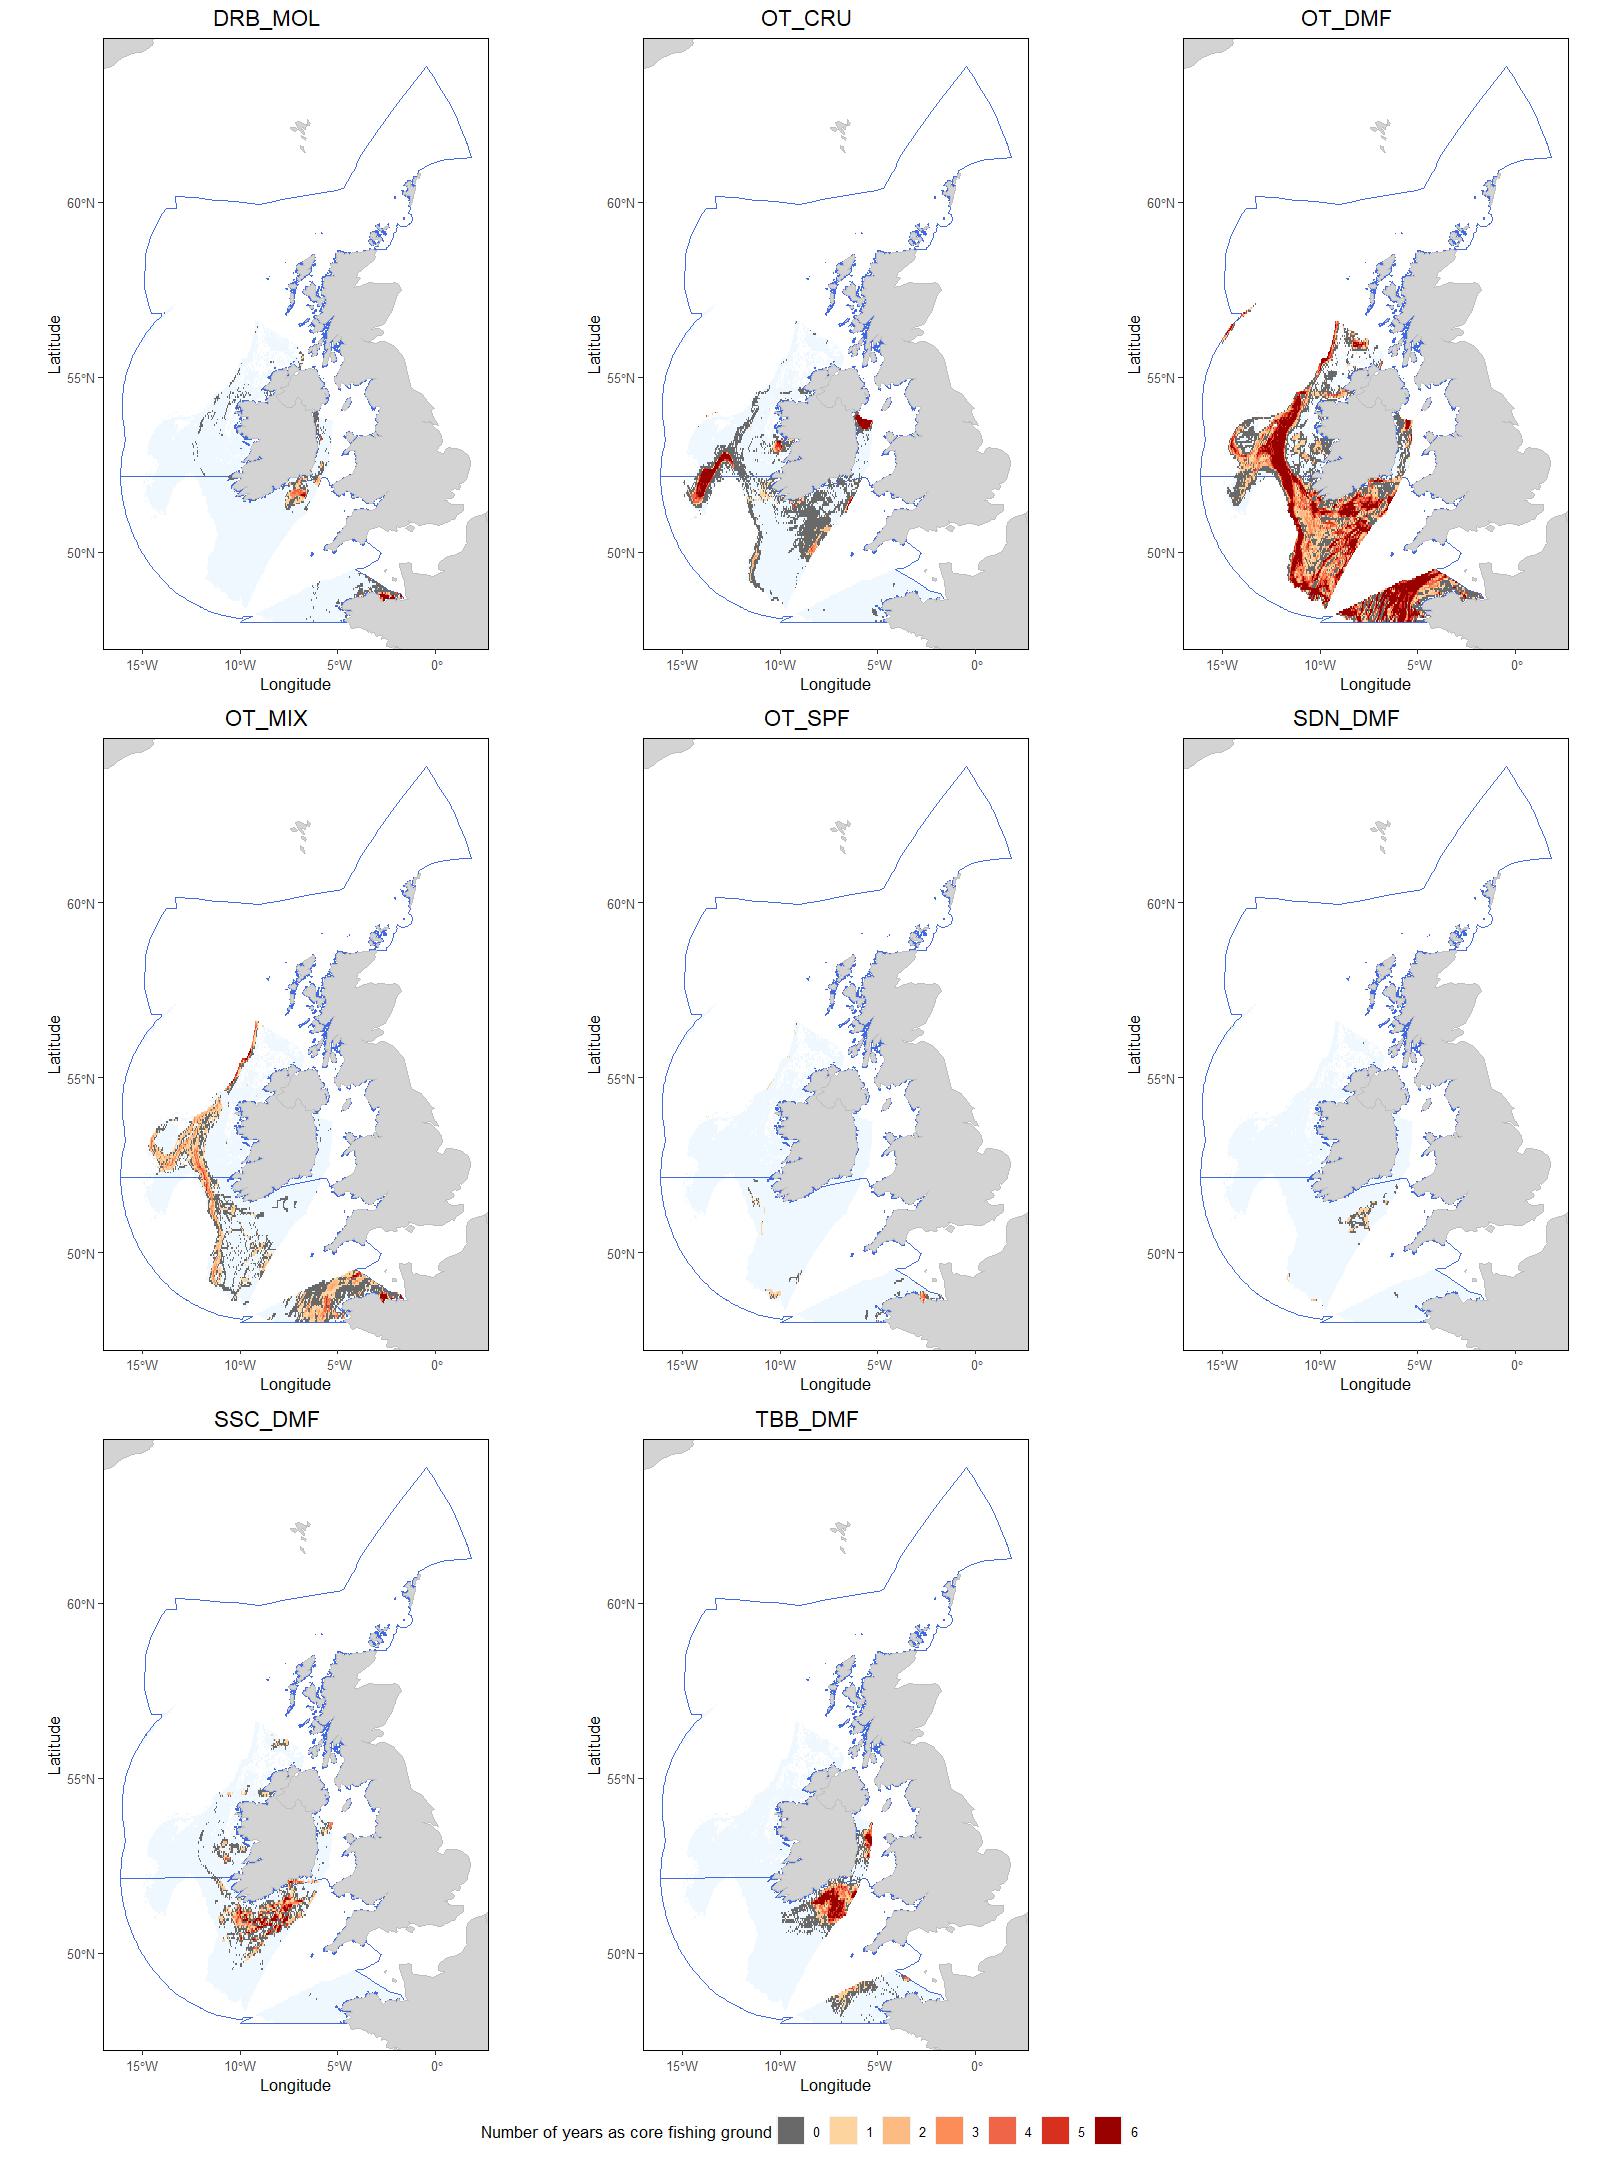 DRB_MOL OT_CRU OT_DMF
60°N 60°N 60°N
55°N 55°N 55°N
50°N 50°N 50°N
Latitude Latitude Latitude
15°W 10°W 5°W 0° 15°W 10°W 5°W 0° 15°W 10°W 5°W 0°
Longitude Longitude Longitude
OT_MIX OT_SPF SDN_DMF
60°N 60°N 60°N
55°N 55°N 55°N
50°N 50°N 50°N
Latitude Latitude Latitude
15°W 10°W 5°W 0° 15°W 10°W 5°W 0° 15°W 10°W 5°W 0°
Longitude Longitude Longitude
SSC_DMF TBB_DMF
60°N 60°N
55°N 55°N
50°N 50°N
Latitude Latitude
15°W 10°W 5°W 0° 15°W 10°W 5°W 0°
Longitude Longitude
Number of years as core fishing ground 0 1 2 3 4 5 6